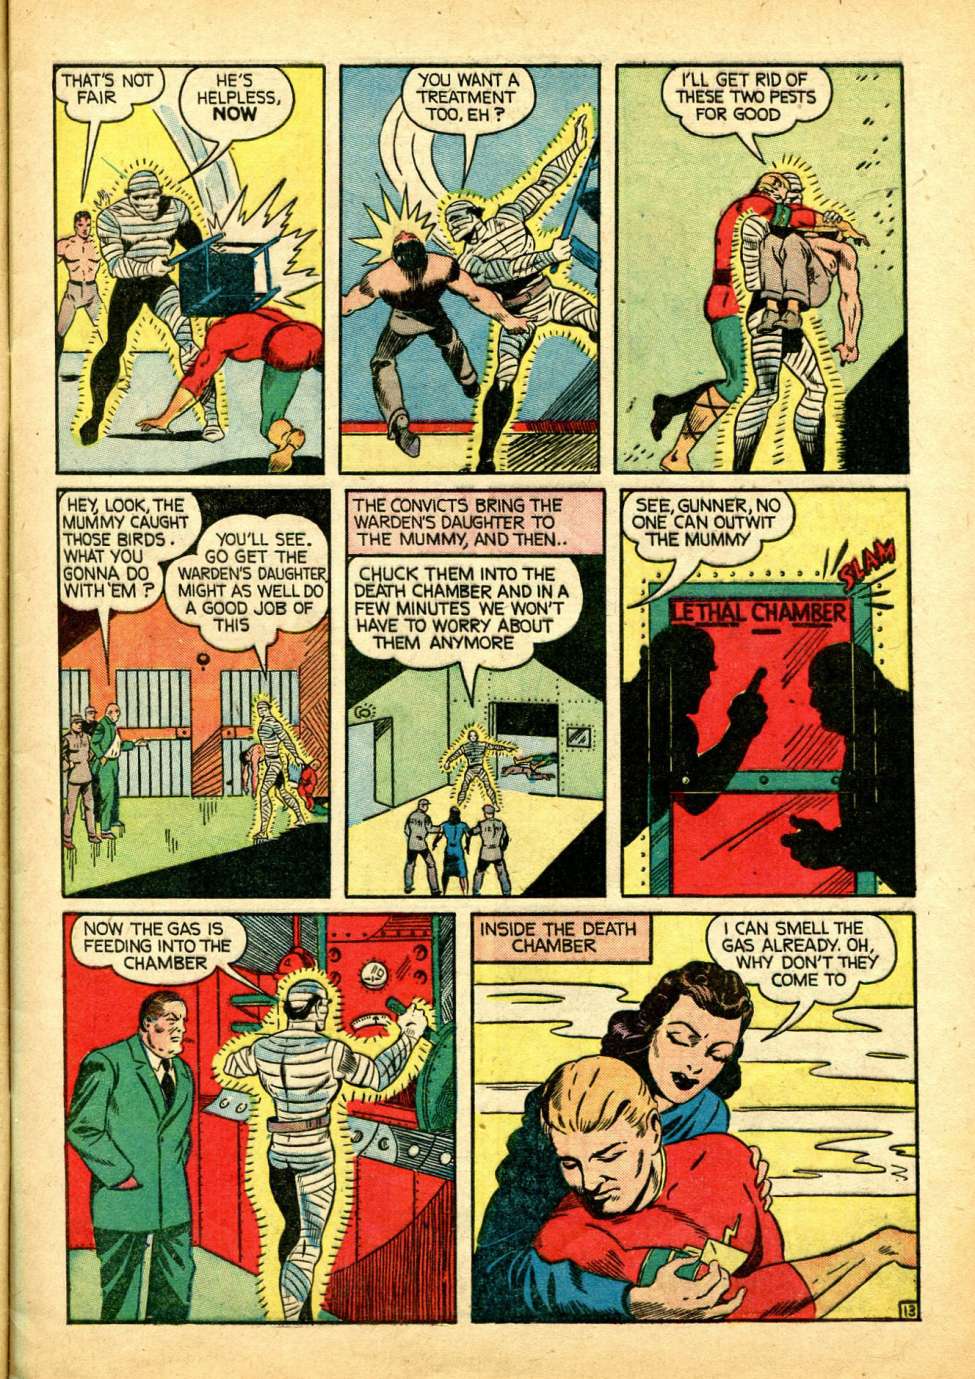 THAT'S NOT
FAIR
HE'S
HELPLESS,
NOW
YOU WANT A
TREATMENT
TOO, EH?
I'LL GET RID OF
THESE TWO PESTS
FOR GOOD
HEY, LOOK, THE
MUMMY CAUGHT
THOSE BIRDS.
WHAT YOU
GONNA DO
WITH 'EM?
YOU'LL SEE.
GO GET THE
WARDEN'S DAUGHTER
MIGHT AS WELL DO
A GOOD JOB OF
THIS
THE CONVICTS BRING THE
WARDEN'S DAUGHTER TO
THE MUMMY, AND THEN..
CHUCK THEM INTO THE
DEATH CHAMBER AND IN A
FEW MINUTES WE WON'T
HAVE TO WORRY ABOUT
THEM ANYMORE
SEE, GUNNER, NO
ONE CAN OUTWIT
THE MUMMY
SLAM
LETHAL CHAMBER
NOW THE GAS IS
FEEDING INTO THE
CHAMBER
INSIDE THE DEATH
CHAMBER
I CAN SMELL THE
GAS ALREADY. OH,
WHY DON'T THEY
COME TO
13